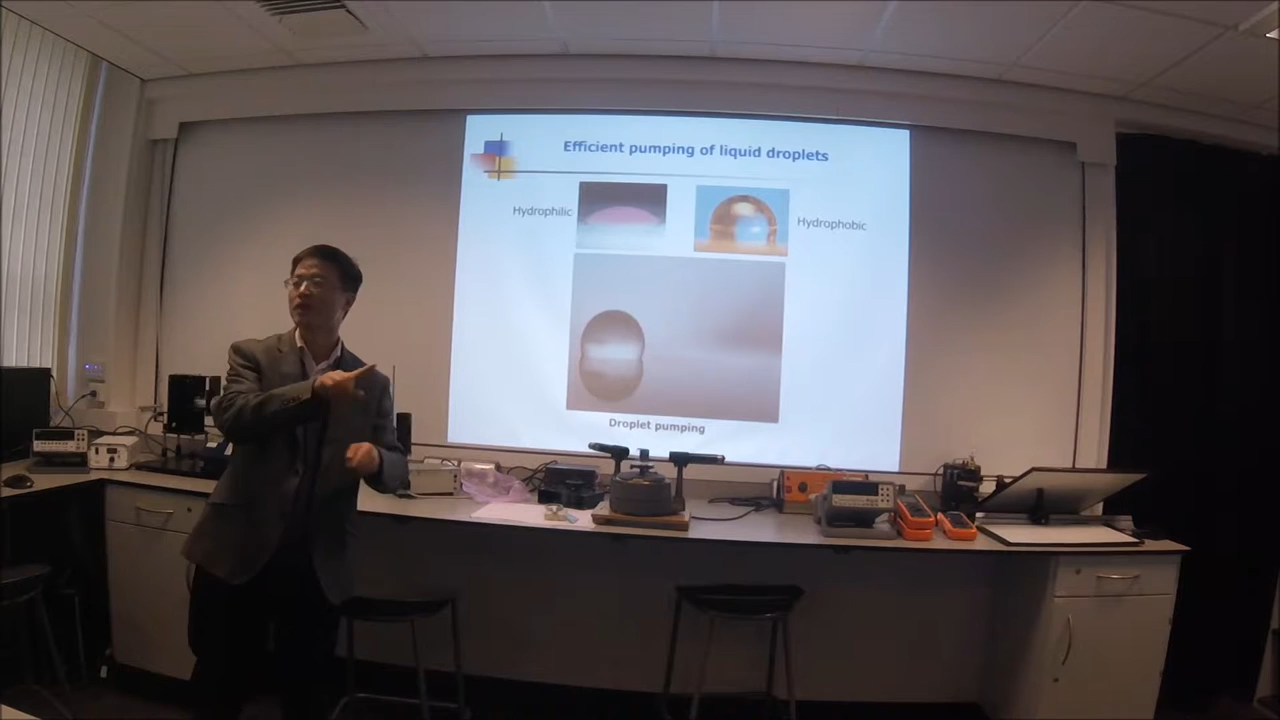 Efficient pumping of liquid droplets
Hydrophilic
Hydrophobic
Droplet pumping